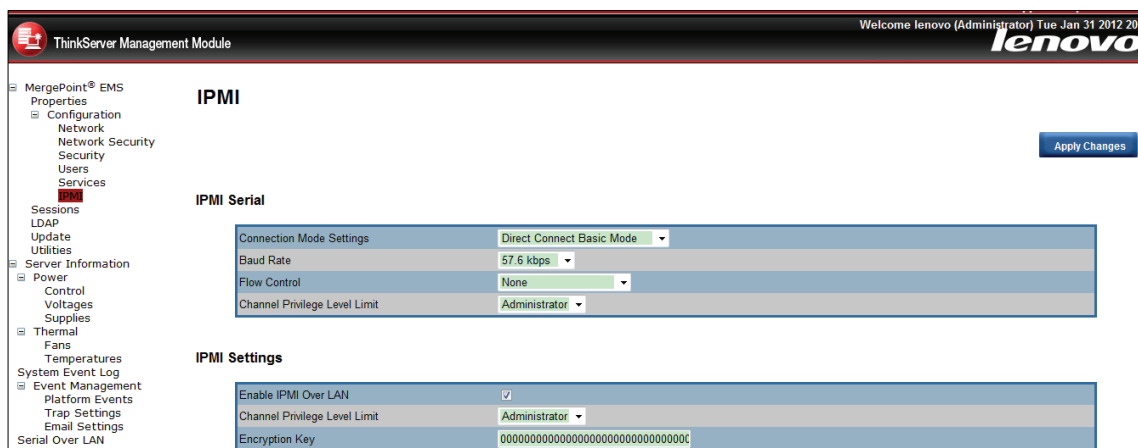 Welcome lenovo (Administrator) Tue Jan 31 2012 20
ThinkServer Management Module
lenovo
MergePoint® EMS
Properties
Configuration
Network
Network Security
Security
Users
Services
IPMI
Sessions
LDAP
Update
Utilities
Server Information
Power
Control
Voltages
Supplies
Thermal
Fans
Temperatures
System Event Log
Event Management
Platform Events
Trap Settings
Email Settings
Serial Over LAN
IPMI
Apply Changes
IPMI Serial
Connection Mode Settings Direct Connect Basic Mode
Baud Rate 57.6 kbps
Flow Control None
Channel Privilege Level Limit Administrator
IPMI Settings
Enable IPMI Over LAN
Channel Privilege Level Limit Administrator
Encryption Key